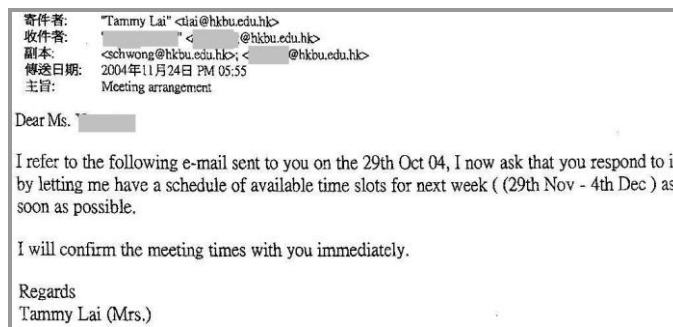 寄件者: "Tammy Lai" <tlai@hkbu.edu.hk>
收件者: " " < @hkbu.edu.hk>
副本: <schwong@hkbu.edu.hk>; < @hkbu.edu.hk>
傳送日期: 2004年11月24日 PM 05:55
主旨: Meeting arrangement
Dear Ms.
I refer to the following e-mail sent to you on the 29th Oct 04, I now ask that you respond to i
by letting me have a schedule of available time slots for next week ( (29th Nov - 4th Dec ) as
soon as possible.
I will confirm the meeting times with you immediately.
Regards
Tammy Lai (Mrs.)